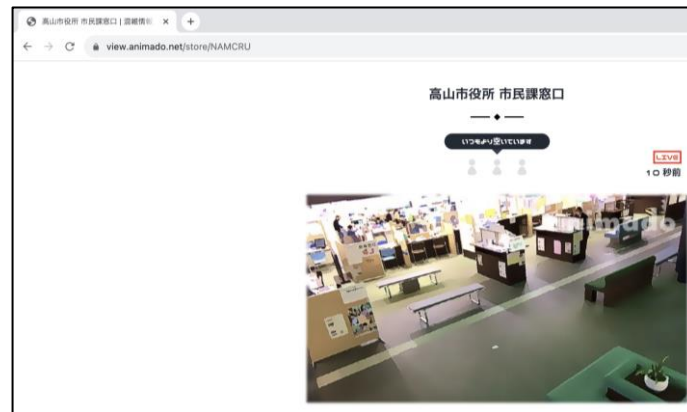 高山市役所 市民課窓口 | 混雑情報
view.animado.net/store/NAMCRU
高山市役所 市民課窓口
いつもより空いています
LIVE
10 秒前
animado